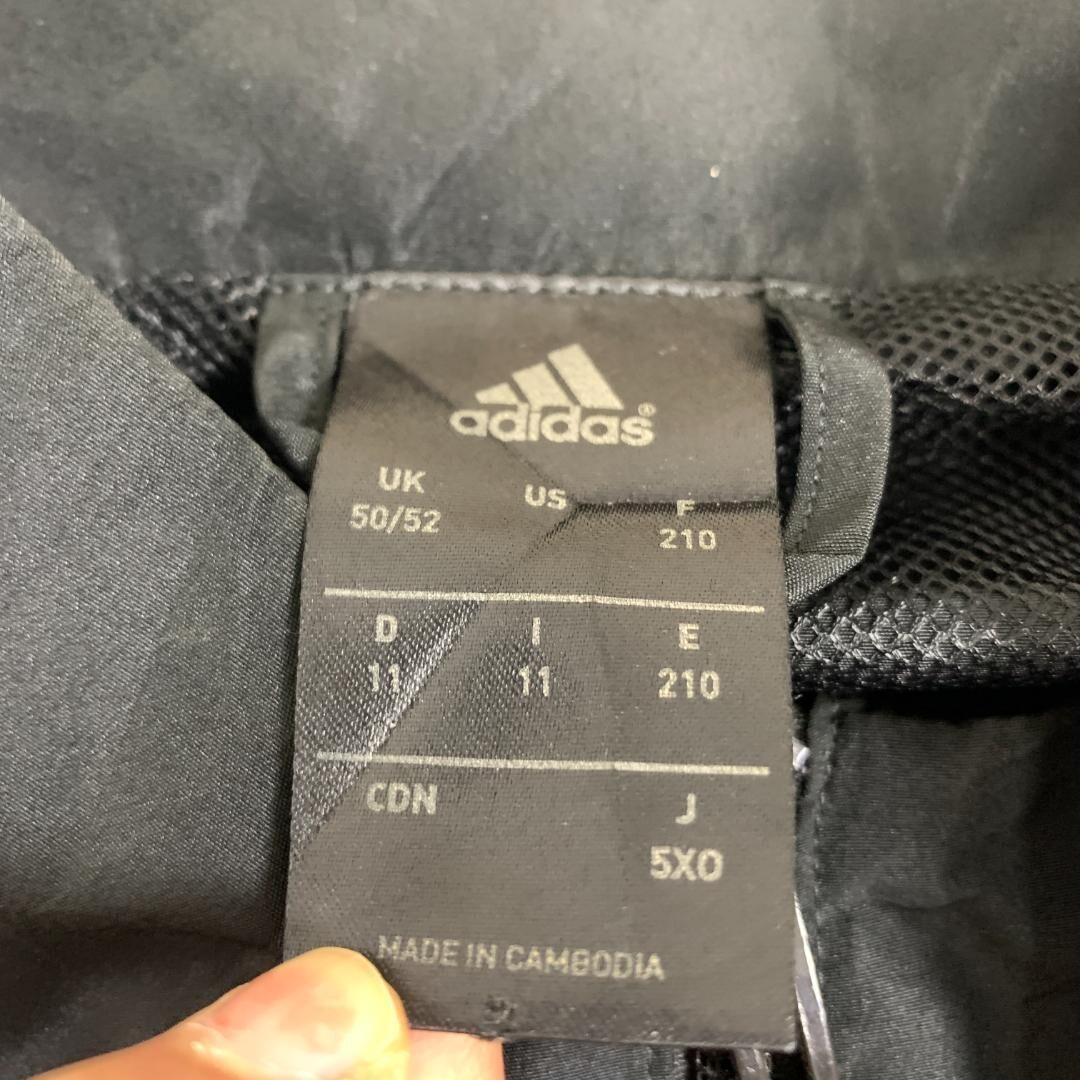 adidas®
UK US F
50/52 210
D I E
11 11 210
CDN J
5XO
MADE IN CAMBODIA